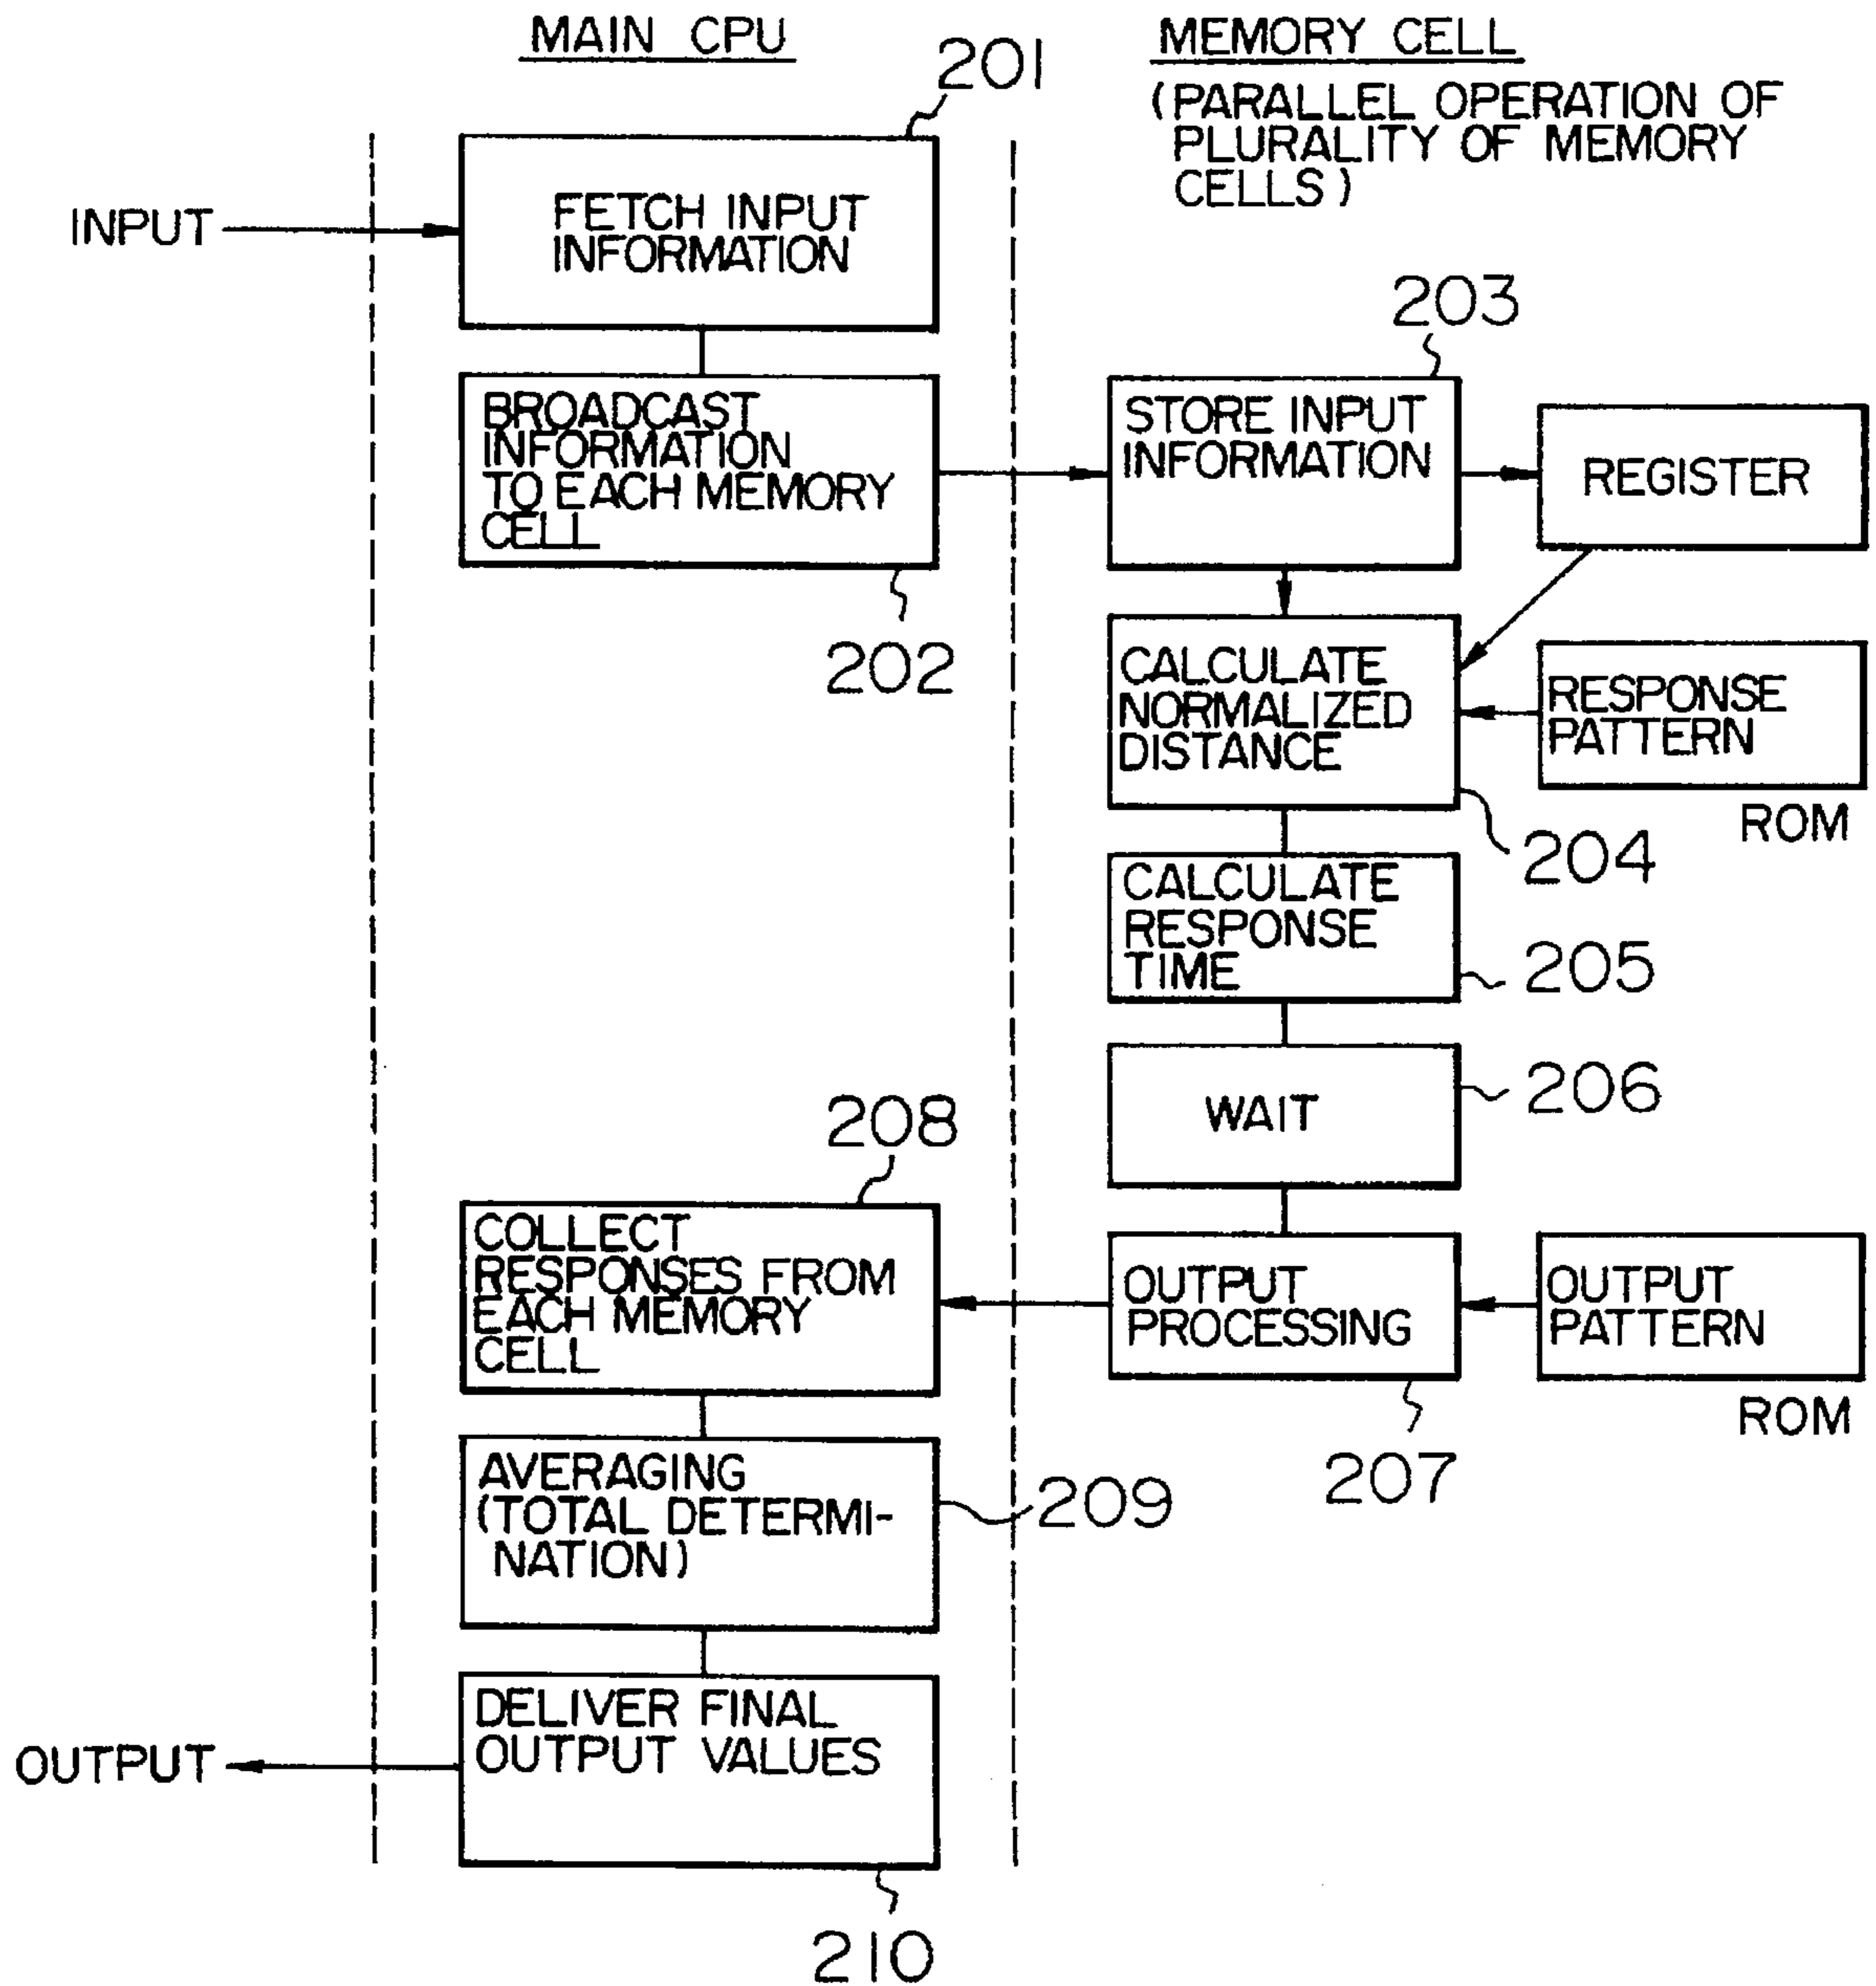 MAIN CPU
MEMORY CELL
(PARALLEL OPERATION OF
PLURALITY OF MEMORY
CELLS)
201
INPUT
FETCH INPUT
INFORMATION
BROADCAST
INFORMATION
TO EACH MEMORY
CELL
202
203
STORE INPUT
INFORMATION
REGISTER
CALCULATE
NORMALIZED
DISTANCE
204
RESPONSE
PATTERN
ROM
CALCULATE
RESPONSE
TIME
205
WAIT
206
OUTPUT
PROCESSING
207
OUTPUT
PATTERN
ROM
208
COLLECT
RESPONSES FROM
EACH MEMORY
CELL
AVERAGING
(TOTAL DETERMI-
NATION)
209
DELIVER FINAL
OUTPUT VALUES
OUTPUT
210